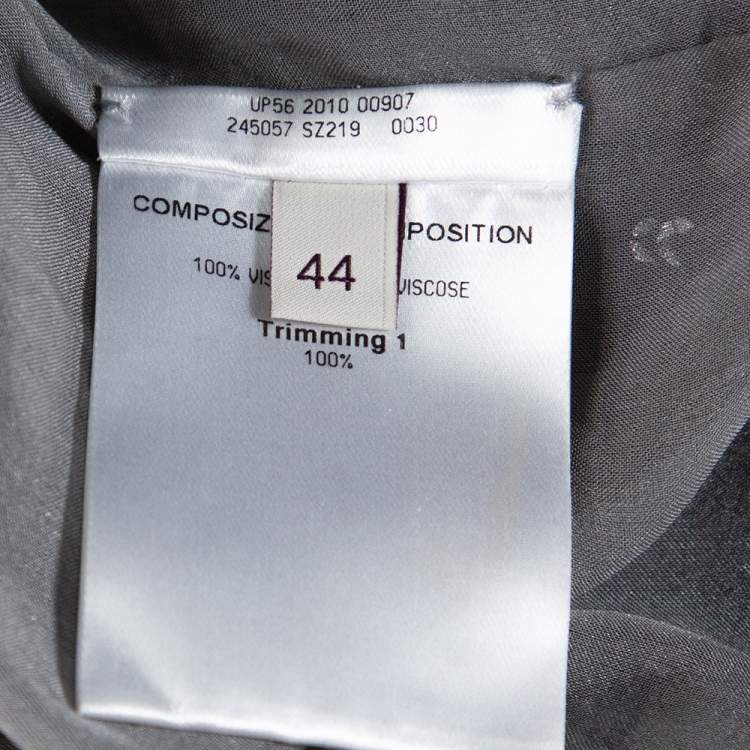 UP56 2010 00907
245057 SZ219 0030
COMPOSIZ POSITION
44
100% VIS VISCOSE
Trimming 1
100%